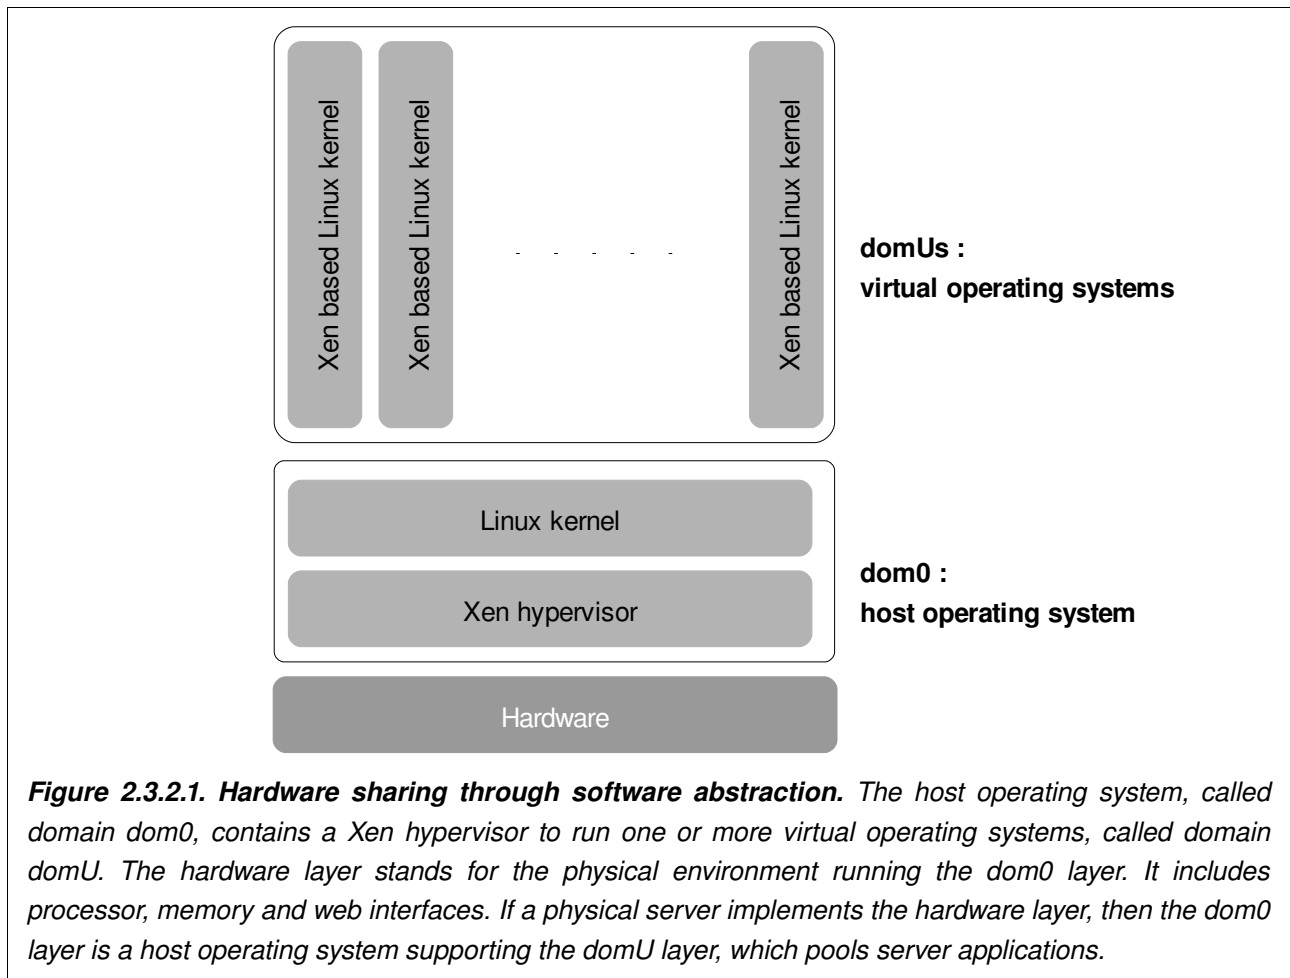 Xen based Linux kernel
Xen based Linux kernel
. . . . .
Xen based Linux kernel
domUs :
virtual operating systems
Linux kernel
Xen hypervisor
dom0 :
host operating system
Hardware
Figure 2.3.2.1. Hardware sharing through software abstraction. The host operating system, called
domain dom0, contains a Xen hypervisor to run one or more virtual operating systems, called domain
domU. The hardware layer stands for the physical environment running the dom0 layer. It includes
processor, memory and web interfaces. If a physical server implements the hardware layer, then the dom0
layer is a host operating system supporting the domU layer, which pools server applications.